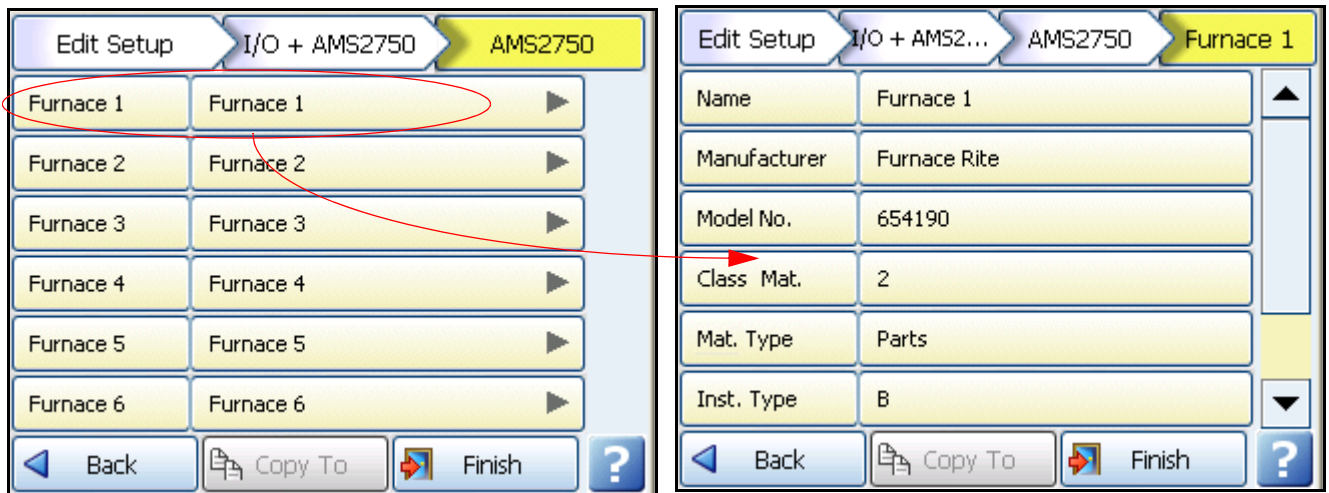 Edit Setup I/O + AMS2750 AMS2750
Furnace 1 Furnace 1
Furnace 2 Furnace 2
Furnace 3 Furnace 3
Furnace 4 Furnace 4
Furnace 5 Furnace 5
Furnace 6 Furnace 6
Back Copy To Finish ?
Edit Setup I/O + AMS2... AMS2750 Furnace 1
Name Furnace 1
Manufacturer Furnace Rite
Model No. 654190
Class Mat. 2
Mat. Type Parts
Inst. Type B
Back Copy To Finish ?